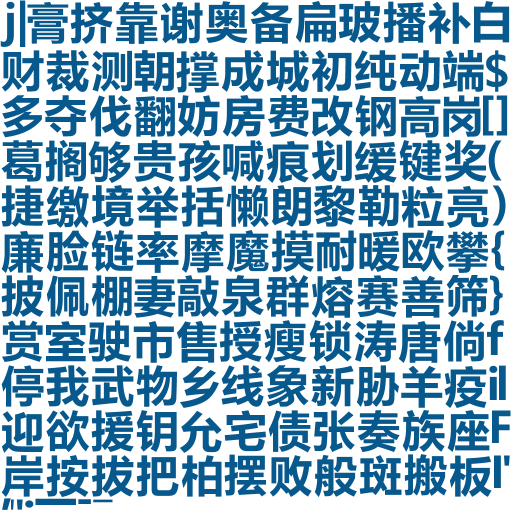 j|膏挤靠谢奥备扁玻播补白
财裁测朝撑成城初纯动端$
多夺伐翻妨房费改钢高岗[]
葛搁够贵孩喊痕划缓键奖(
捷缴境举括懒朗黎勒粒亮)
廉脸链率摩魔摸耐暖欧攀{
披佩棚妻敲泉群熔赛善筛}
赏室驶市售授瘦锁涛唐倘f
停我武物乡线象新胁羊疫il
迎欲援钥允宅债张奏族座F
岸按拔把柏摆败般斑搬板I'